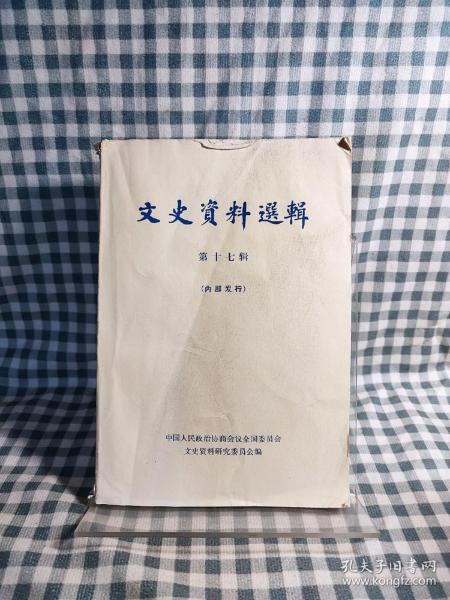 文史資料選輯
第十七辑
(内部发行)
中国人民政治协商会议全国委员会
文史资料研究委员会编
孔夫子旧书网
www.kongfz.com